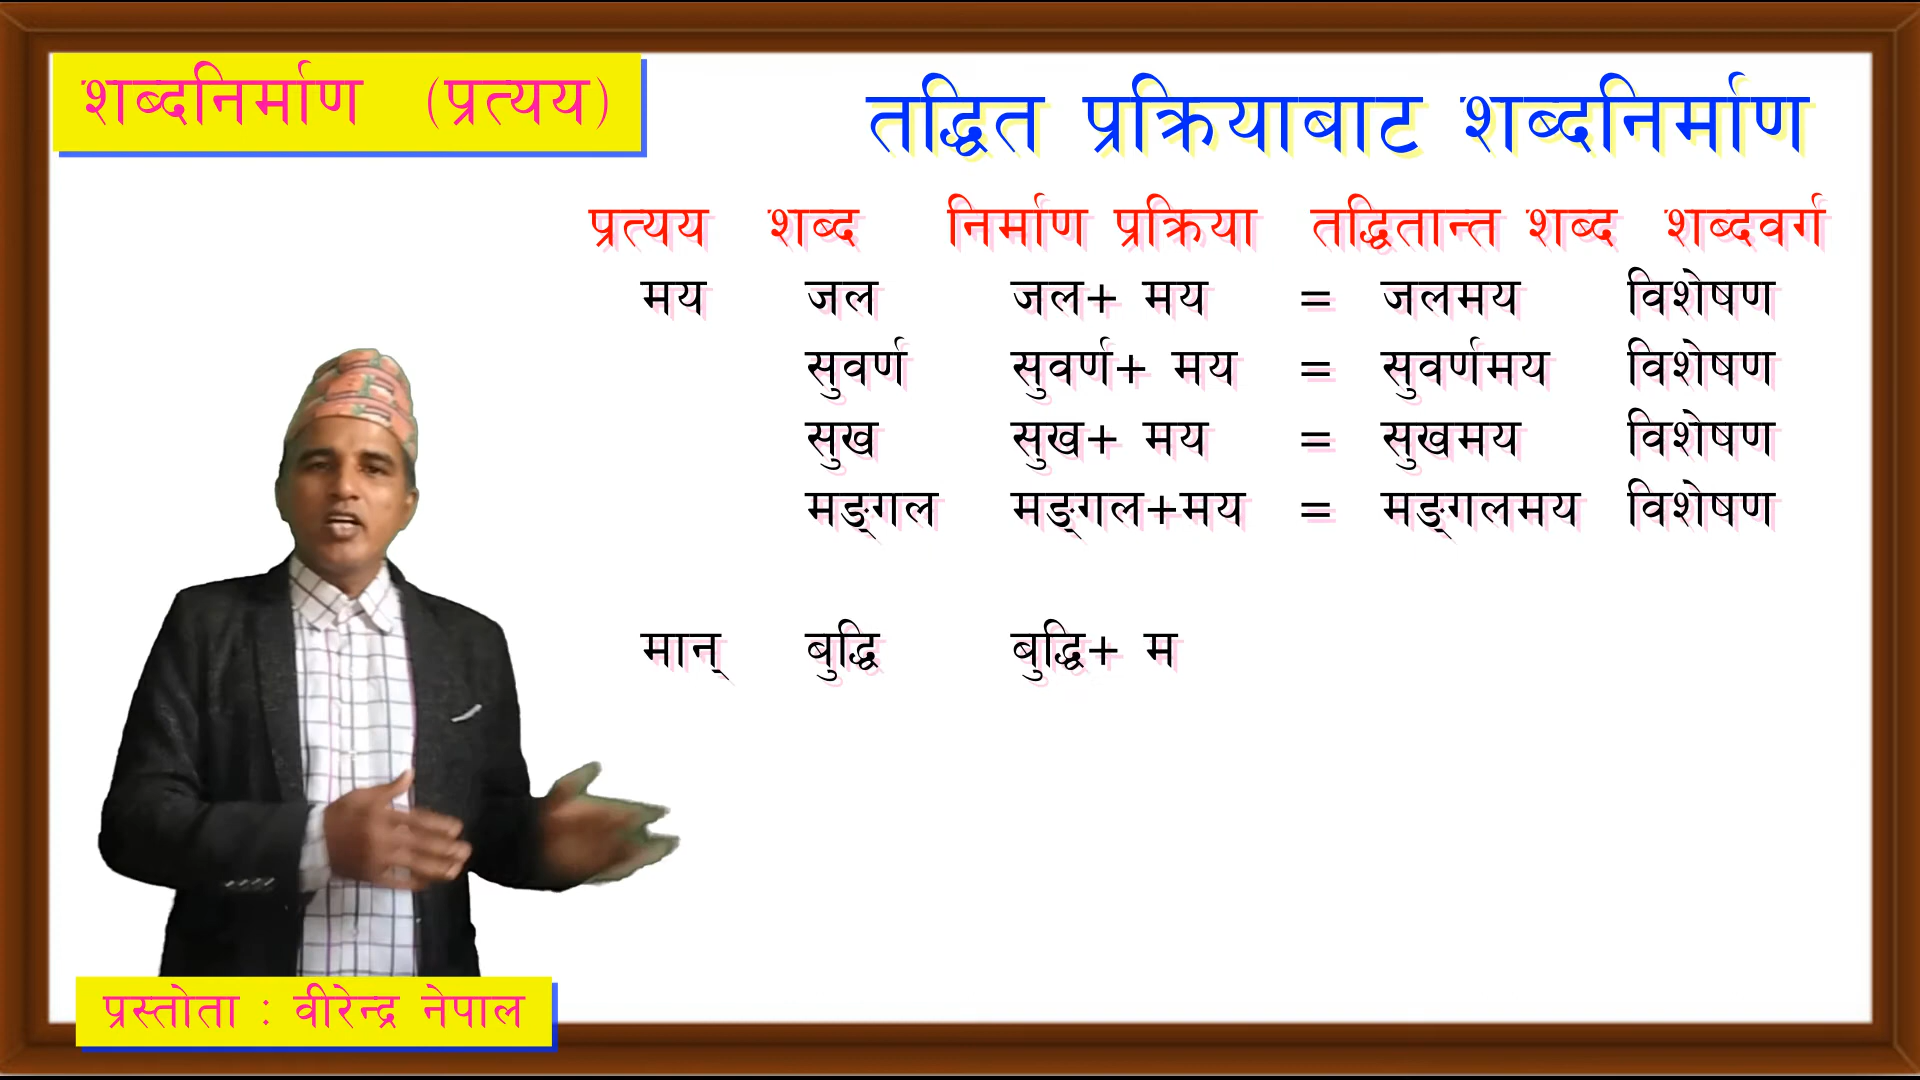 शब्दनिर्माण (प्रत्यय)
तद्धित प्रक्रियाबाट शब्दनिर्माण
प्रत्यय शब्द निर्माण प्रक्रिया तद्धितान्त शब्द शब्दवर्ग
मय जल जल+ मय = जलमय विशेषण
सुवर्ण सुवर्ण+ मय = सुवर्णमय विशेषण
सुख सुख+ मय = सुखमय विशेषण
मङ्गल मङ्गल+मय = मङ्गलमय विशेषण
मान् बुद्धि बुद्धि+ म
प्रस्तोता : वीरेन्द्र नेपाल